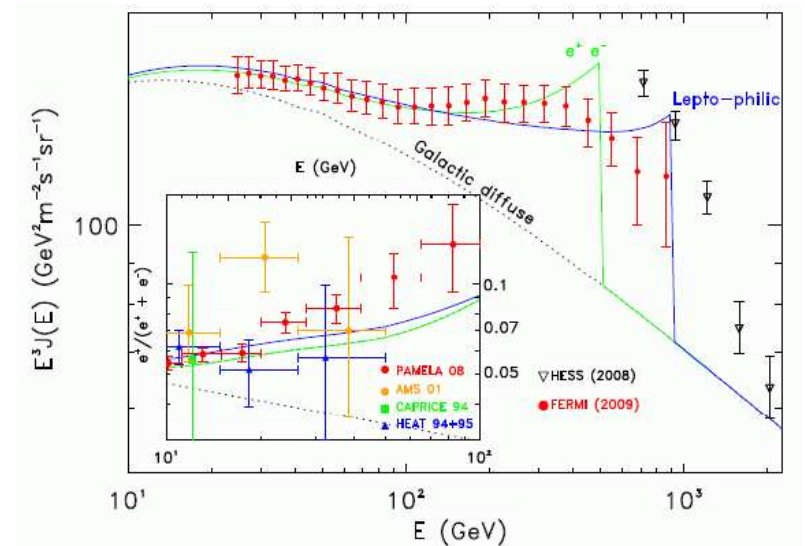 e⁺ e⁻
Lepto-philic
Galactic diffuse
E (GeV)
E³J(E) (GeV²m⁻²s⁻¹sr⁻¹)
100
e⁺/(e⁺ + e⁻)
0.1
0.07
0.05
PAMELA 08
AMS 01
CAPRICE 94
HEAT 94+95
HESS (2008)
FERMI (2009)
10¹
10²
10¹
10²
10³
E (GeV)